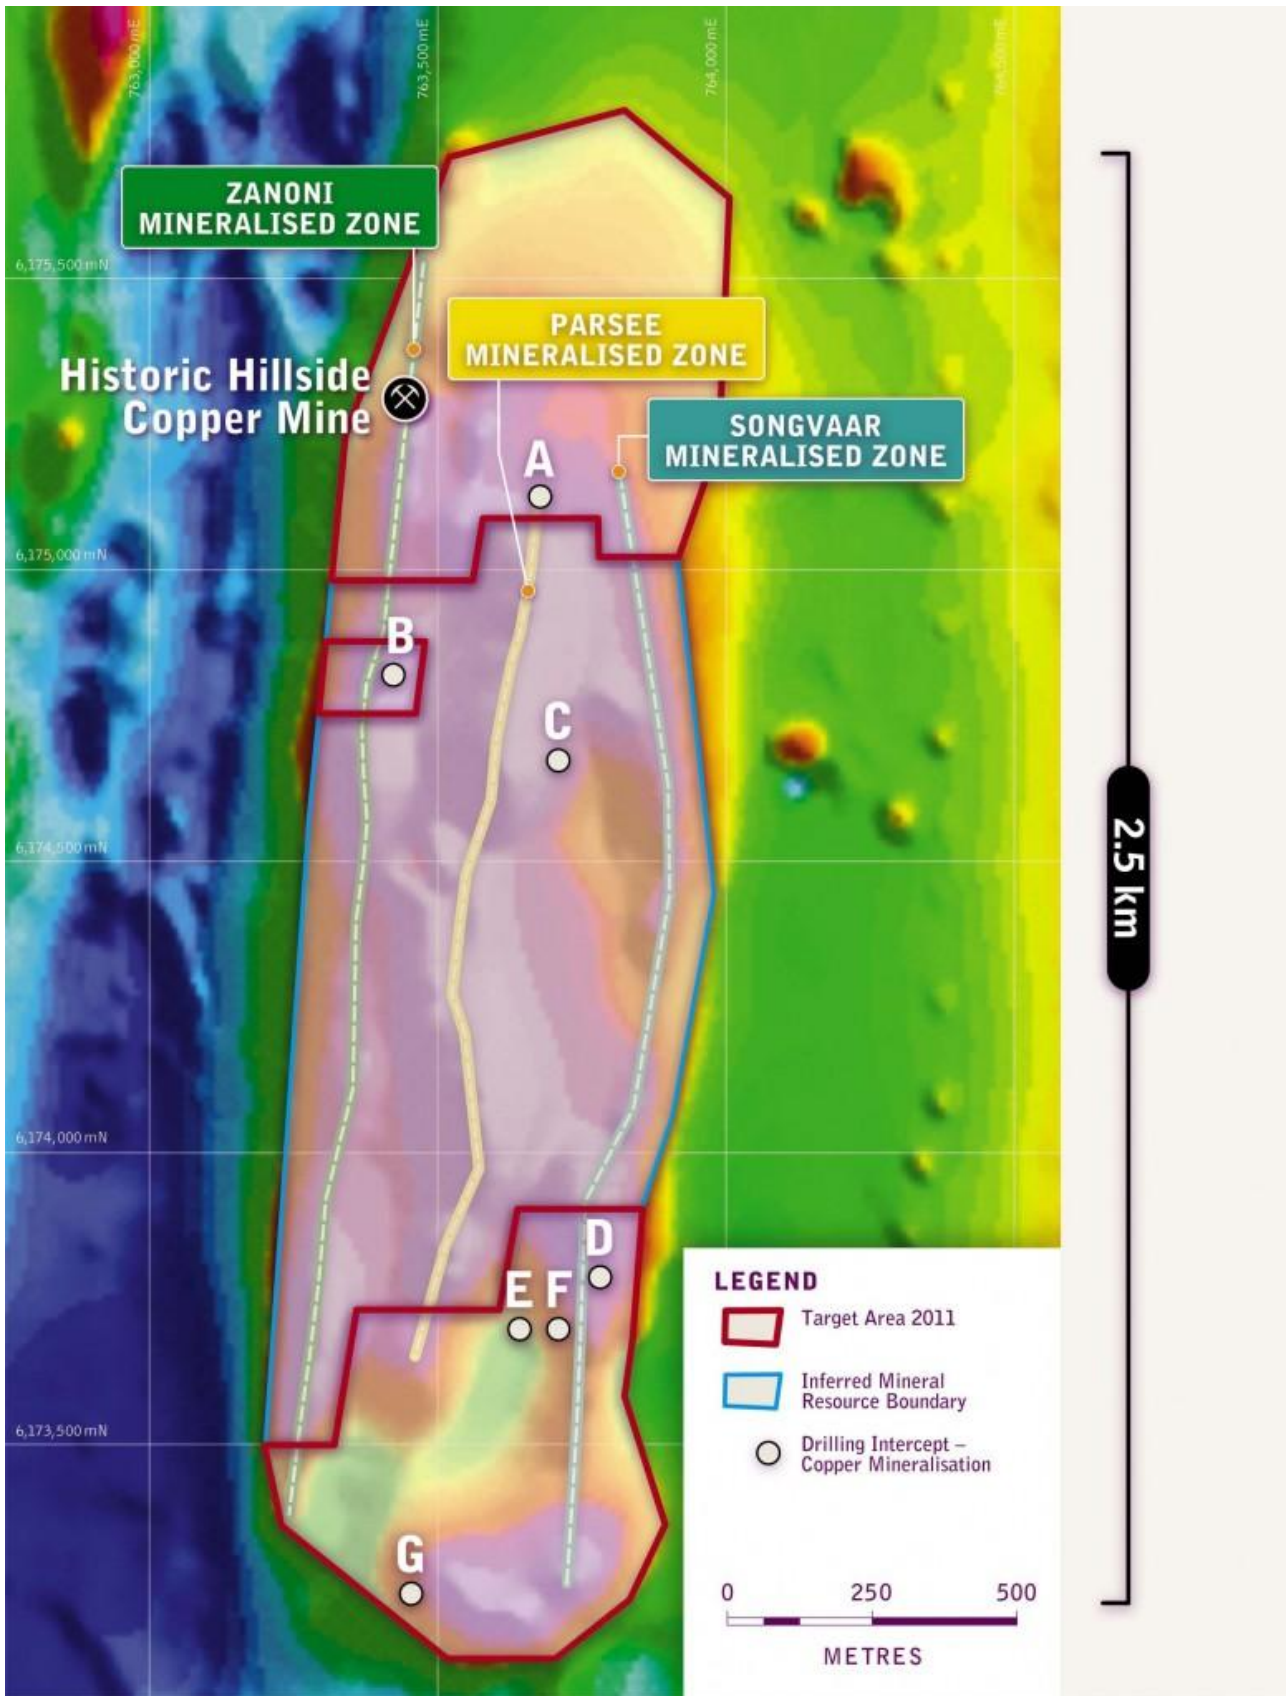 763,000 mE
763,500 mE
764,000 mE
764,500 mE
ZANONI
MINERALISED ZONE
6,175,500 mN
PARSEE
MINERALISED ZONE
Historic Hillside
Copper Mine
SONGVAAR
MINERALISED ZONE
A
6,175,000 mN
B
C
6,174,500 mN
2.5 km
6,174,000 mN
D
E F
LEGEND
Target Area 2011
Inferred Mineral
Resource Boundary
6,173,500 mN
Drilling Intercept –
Copper Mineralisation
G
0 250 500
METRES